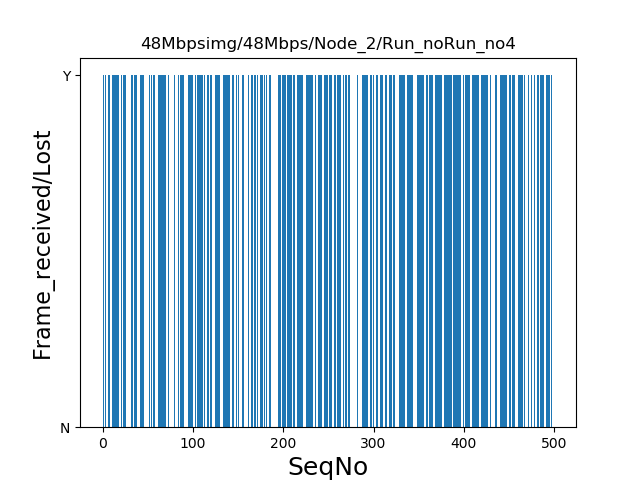 48Mbpsimg/48Mbps/Node_2/Run_noRun_no4
Y
Frame_received/Lost
N
0 100 200 300 400 500
SeqNo